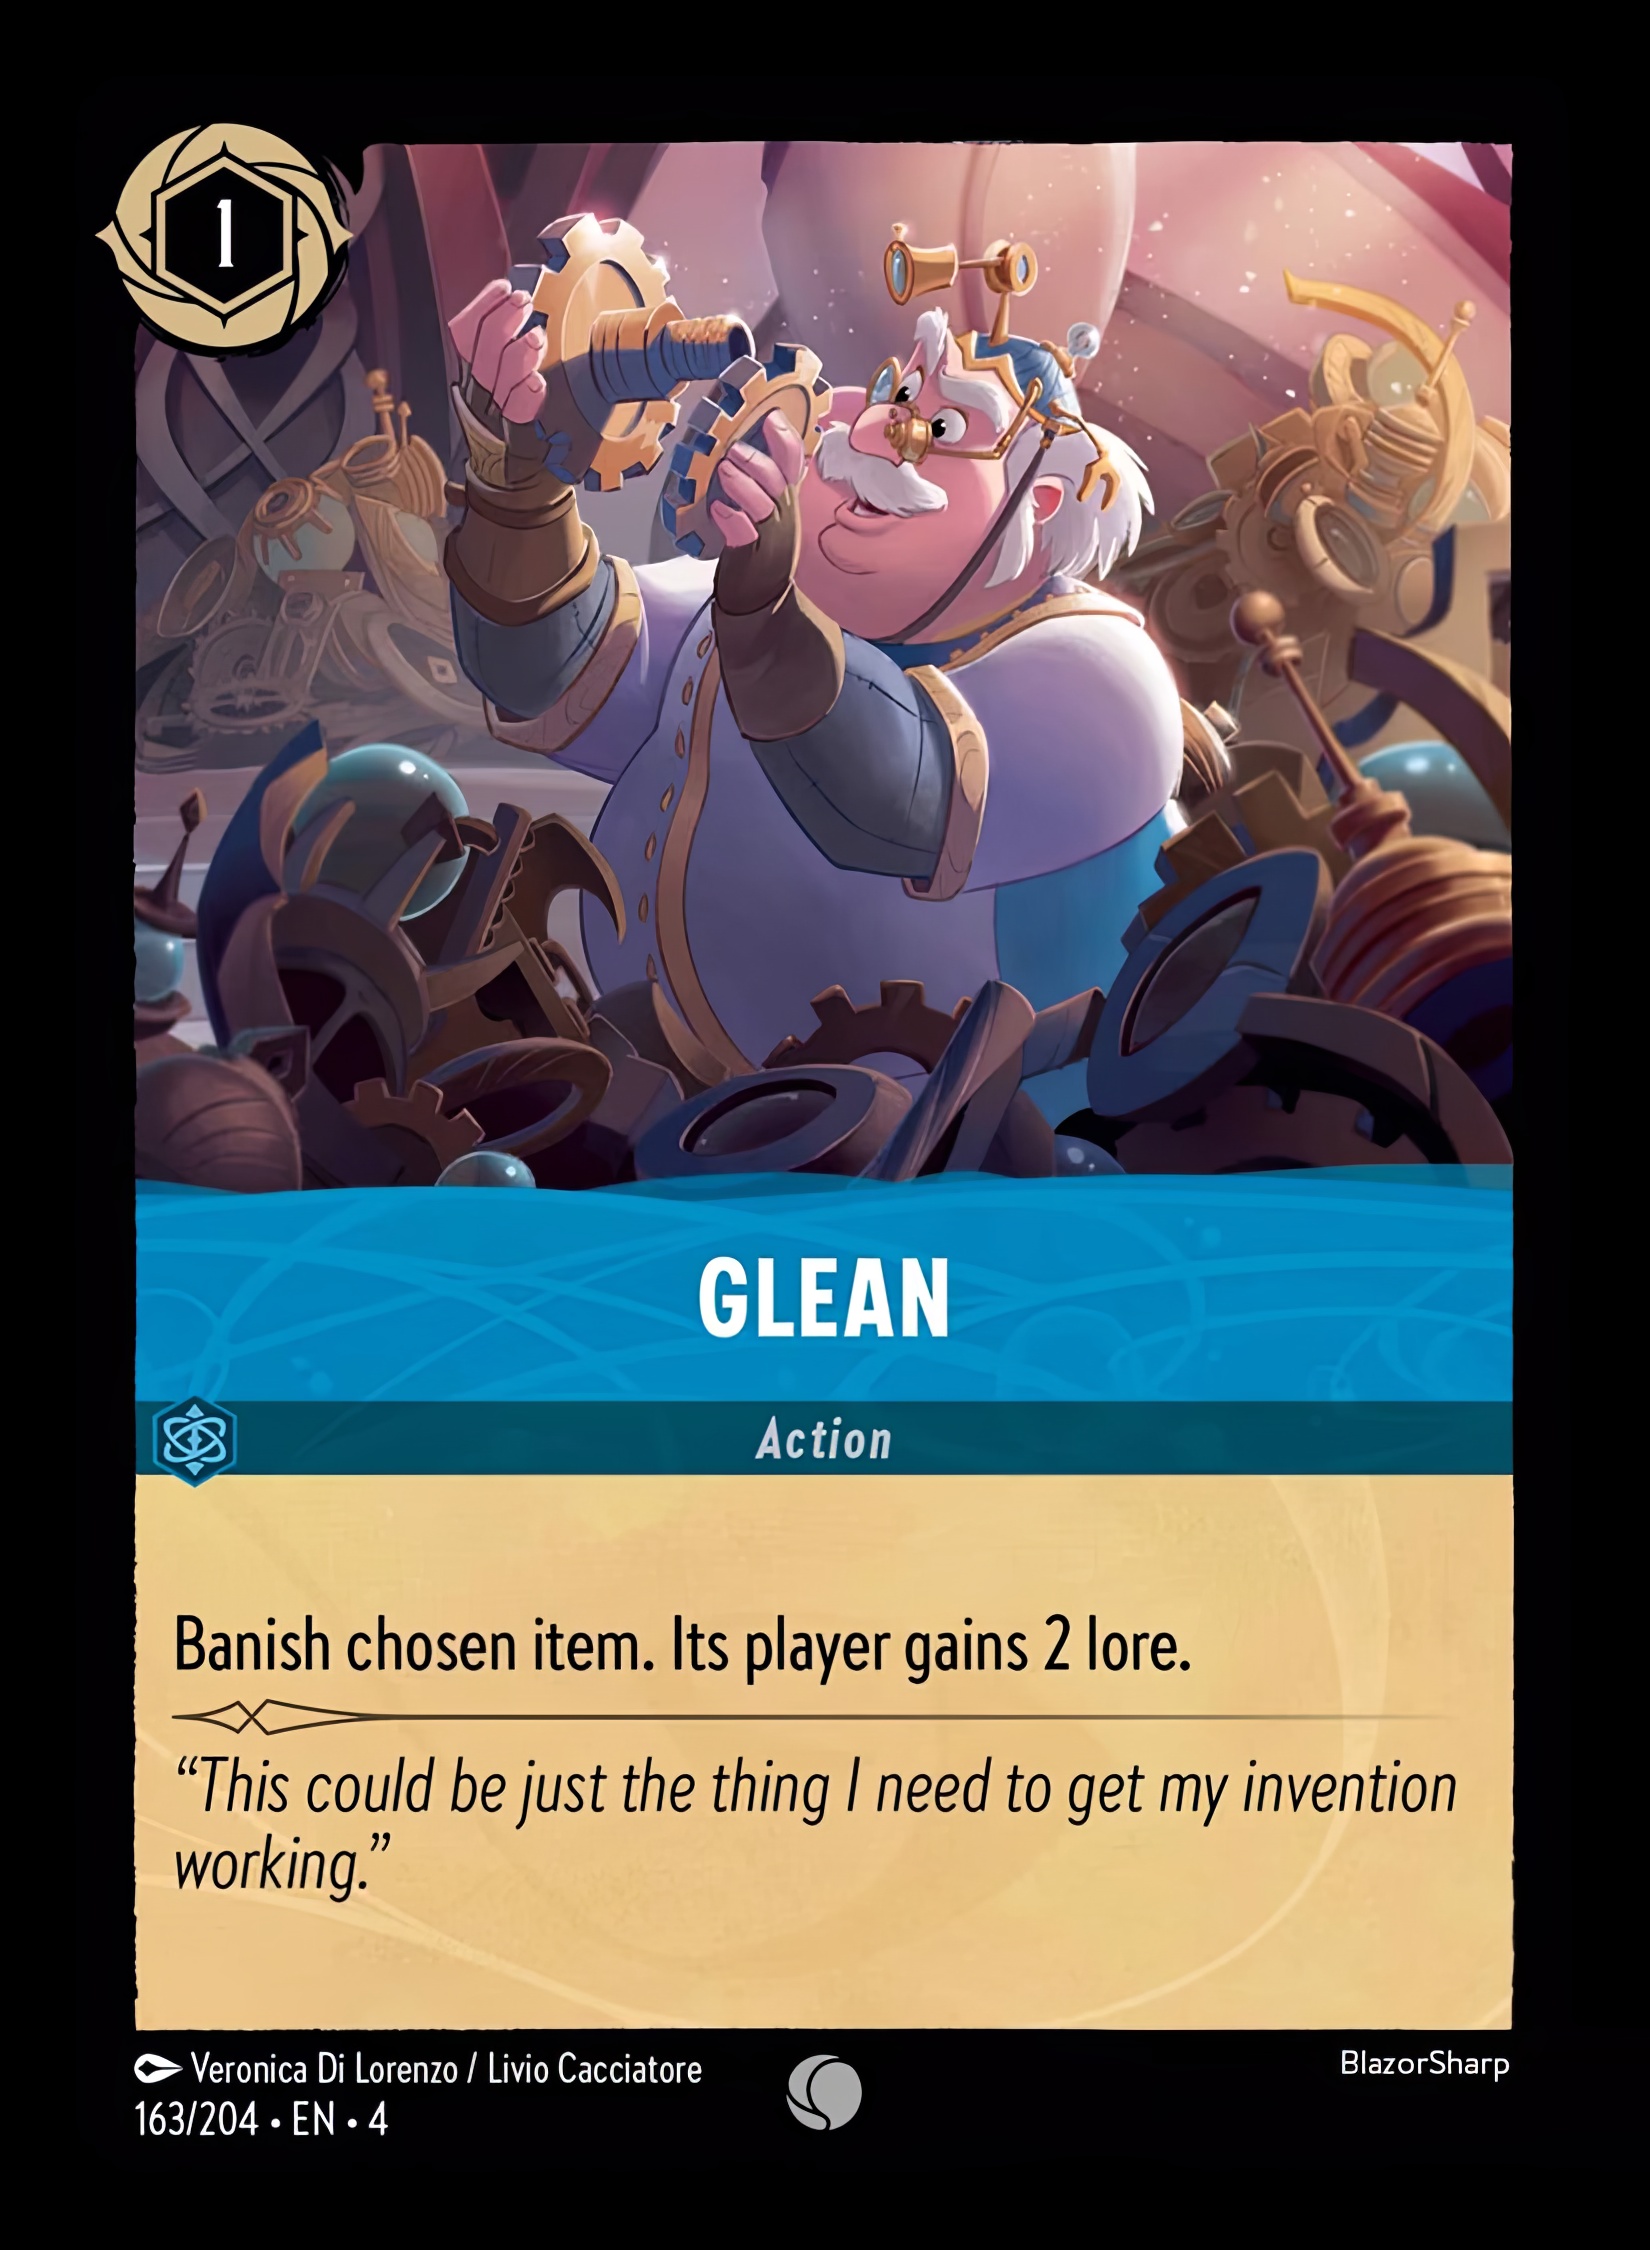 1
GLEAN
Action
Banish chosen item. Its player gains 2 lore.
“This could be just the thing I need to get my invention
working.”
Veronica Di Lorenzo / Livio Cacciatore
BlazorSharp
163/204 • EN • 4